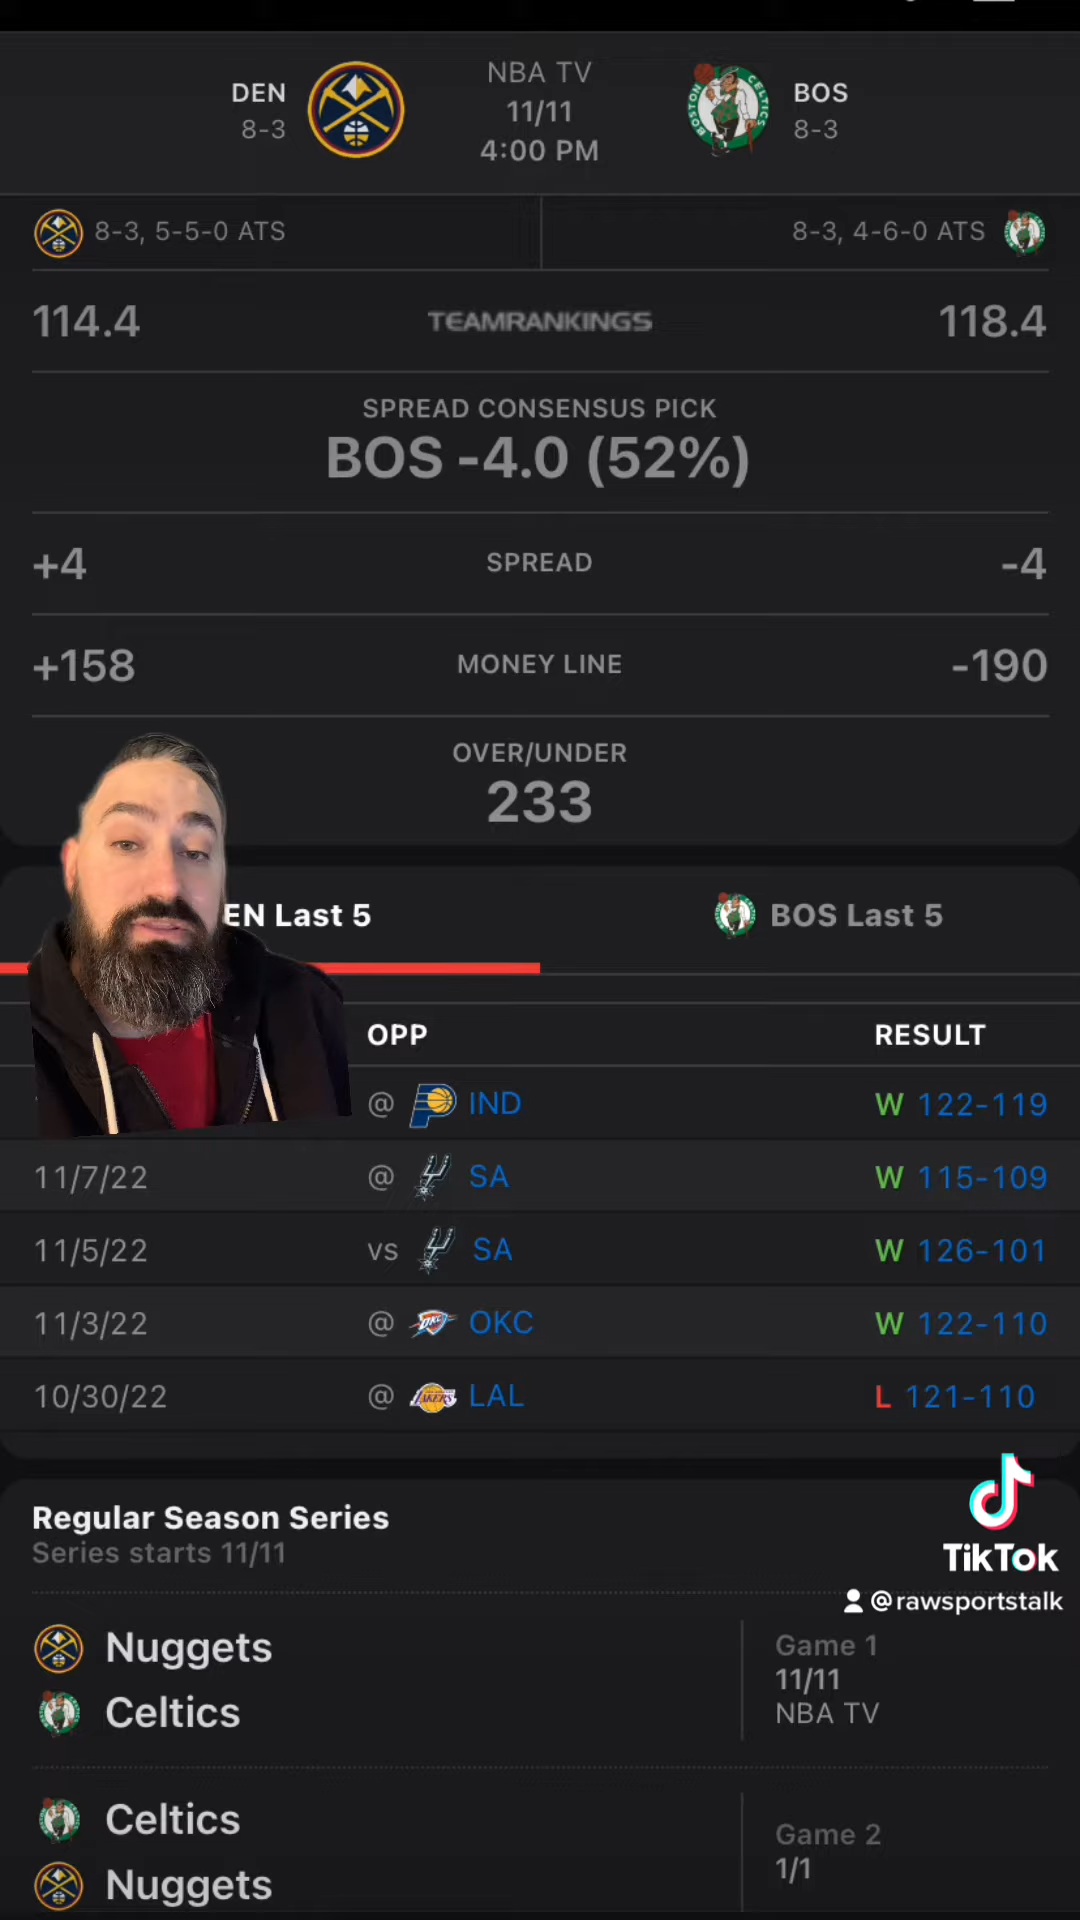 NBA TV
DEN
BOS
11/11
8-3
8-3
4:00 PM
8-3, 5-5-0 ATS
8-3, 4-6-0 ATS
114.4
TEAMRANKINGS
118.4
SPREAD CONSENSUS PICK
BOS -4.0 (52%)
+4
SPREAD
-4
+158
MONEY LINE
-190
OVER/UNDER
233
EN Last 5
BOS Last 5
OPP
RESULT
@ IND
W 122-119
11/7/22
@ SA
W 115-109
11/5/22
vs SA
W 126-101
11/3/22
@ OKC
W 122-110
10/30/22
@ LAL
L 121-110
Regular Season Series
Series starts 11/11
TikTok
@rawsportstalk
Nuggets
Celtics
Game 1
11/11
NBA TV
Celtics
Nuggets
Game 2
1/1